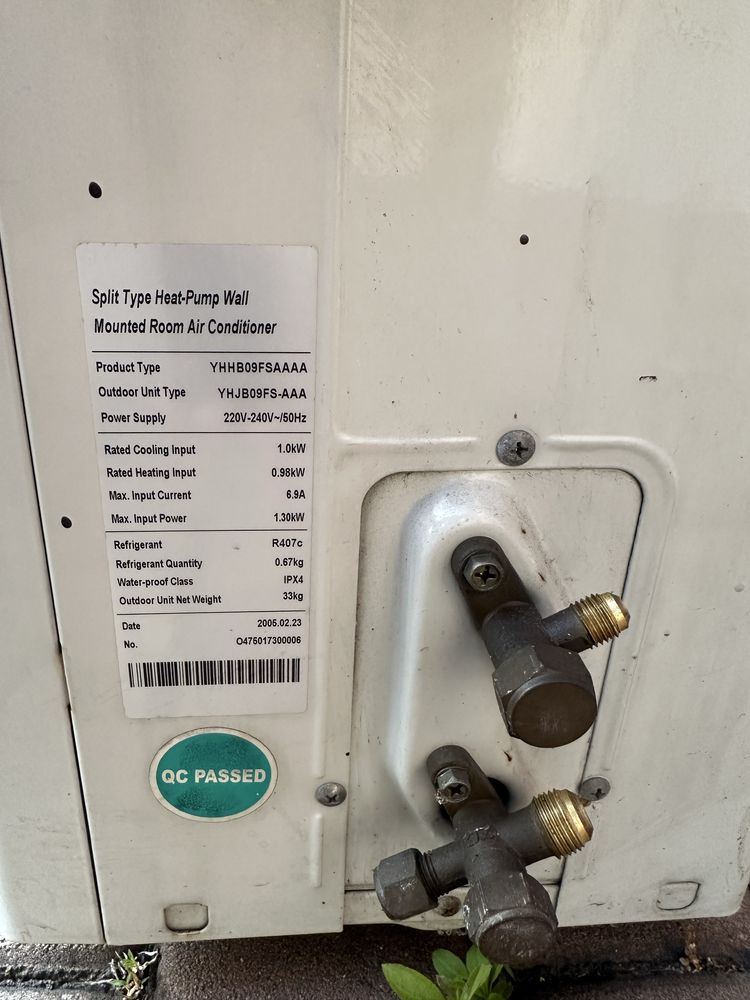 Split Type Heat-Pump Wall
Mounted Room Air Conditioner
Product Type YHHB09FSAAAA
Outdoor Unit Type YHJB09FS-AAA
Power Supply 220V-240V~/50Hz
Rated Cooling Input 1.0kW
Rated Heating Input 0.98kW
Max. Input Current 6.9A
Max. Input Power 1.30kW
Refrigerant R407c
Refrigerant Quantity 0.67kg
Water-proof Class IPX4
Outdoor Unit Net Weight 33kg
Date 2005.02.23
No. O475017300006
QC PASSED